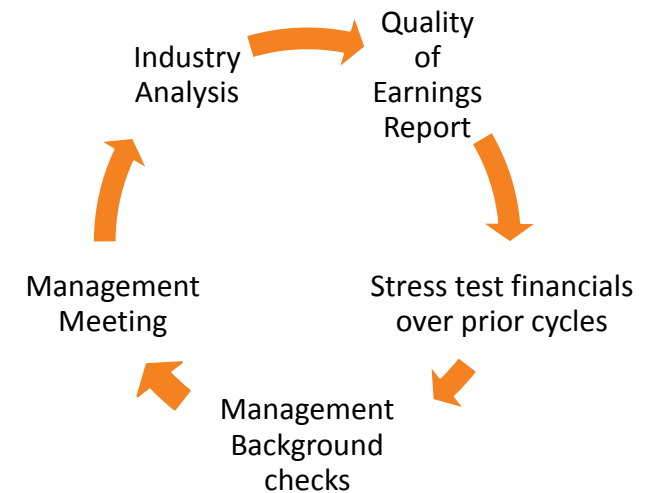 Quality
of
Earnings
Report
Industry
Analysis
Stress test financials
over prior cycles
Management
Meeting
Management
Background
checks